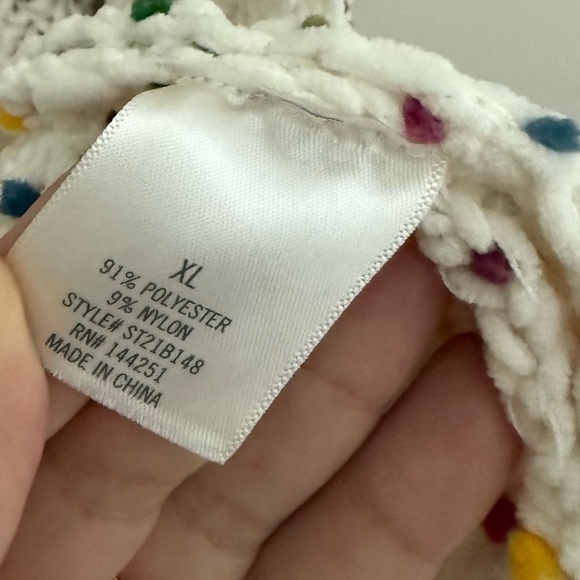 XL
91% POLYESTER
9% NYLON
STYLE# ST21B148
RN# 144251
MADE IN CHINA